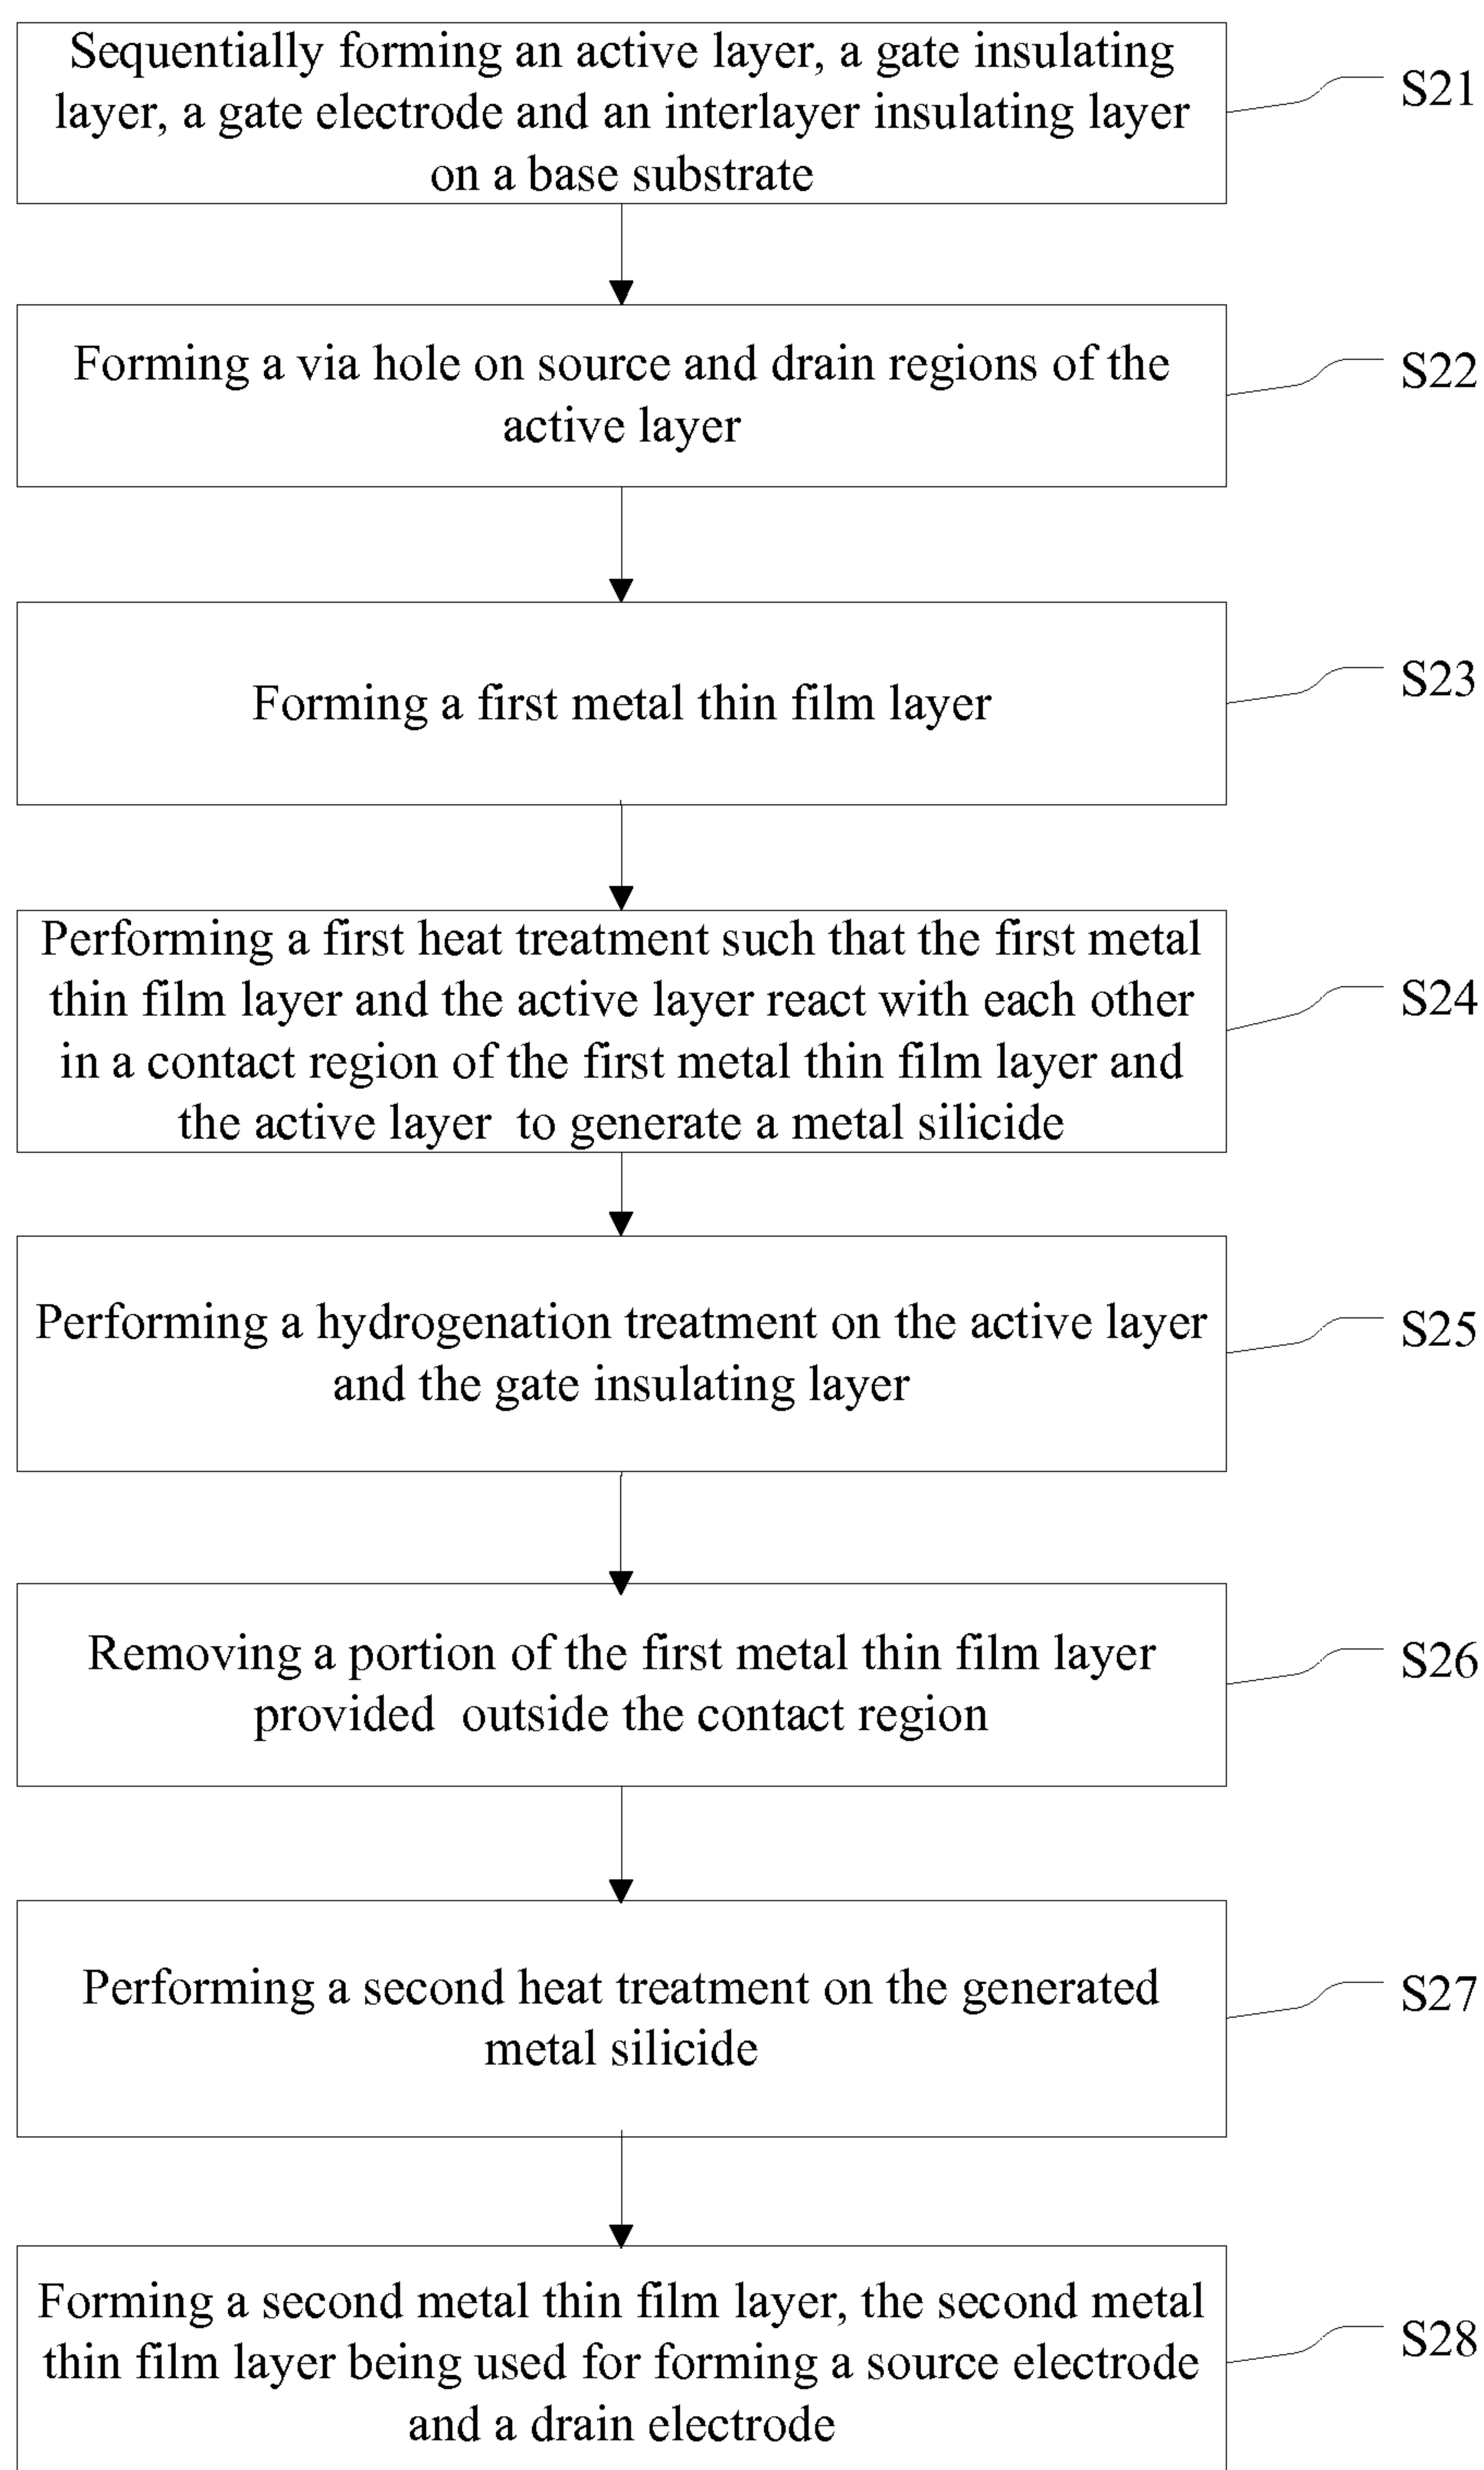 Sequentially forming an active layer, a gate insulating
layer, a gate electrode and an interlayer insulating layer
on a base substrate
S21
Forming a via hole on source and drain regions of the
active layer
S22
Forming a first metal thin film layer
S23
Performing a first heat treatment such that the first metal
thin film layer and the active layer react with each other
in a contact region of the first metal thin film layer and
the active layer to generate a metal silicide
S24
Performing a hydrogenation treatment on the active layer
and the gate insulating layer
S25
Removing a portion of the first metal thin film layer
provided outside the contact region
S26
Performing a second heat treatment on the generated
metal silicide
S27
Forming a second metal thin film layer, the second metal
thin film layer being used for forming a source electrode
and a drain electrode
S28